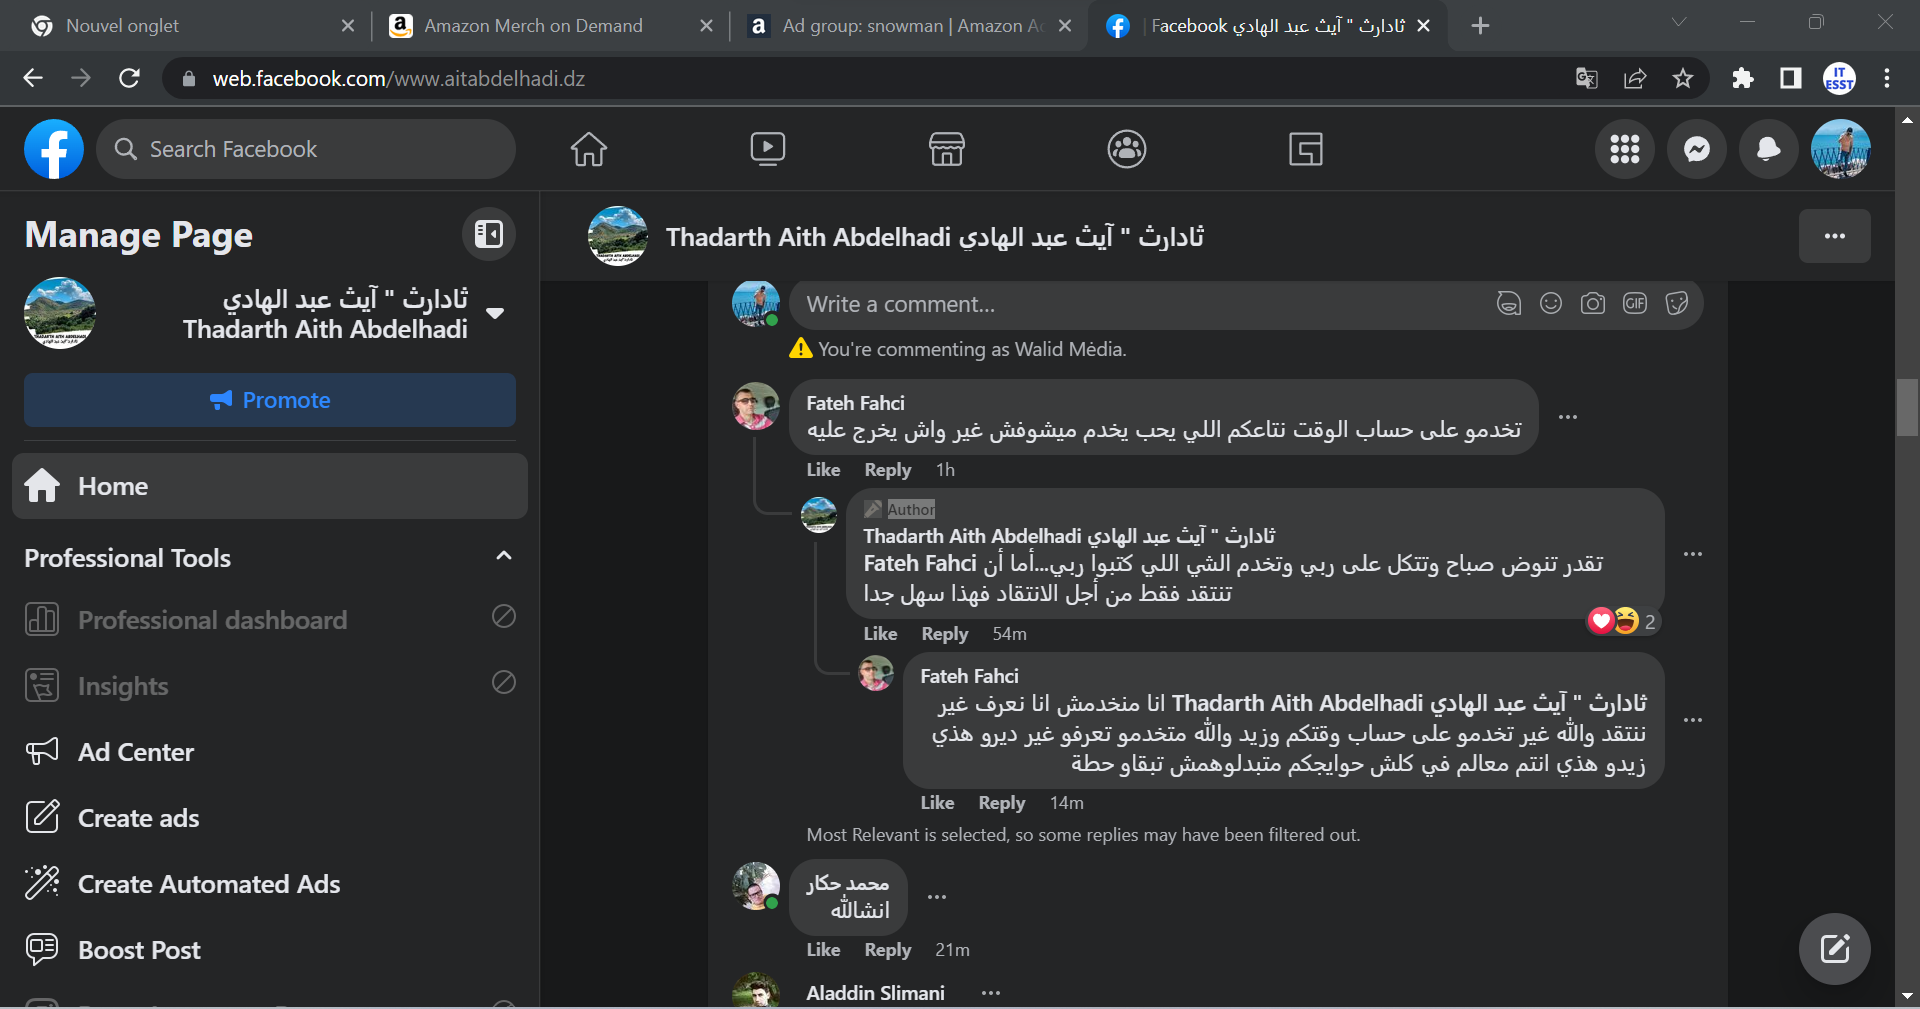 Nouvel onglet
Amazon Merch on Demand
Ad group: snowman | Amazon Ad
ثادارث " آيث عبد الهادي Facebook
web.facebook.com/www.aitabdelhadi.dz
IT
ESST
Search Facebook
Manage Page
ثادارث " آيث عبد الهادي
Thadarth Aith Abdelhadi
Promote
Home
Professional Tools
Professional dashboard
Insights
Ad Center
Create ads
Create Automated Ads
Boost Post
Thadarth Aith Abdelhadi ثادارث " آيث عبد الهادي
Write a comment...
GIF
You're commenting as Walid Média.
Fateh Fahci
تخدمو على حساب الوقت نتاعكم اللي يحب يخدم ميشوفش غير واش يخرج عليه
Like Reply 1h
Author
Thadarth Aith Abdelhadi ثادارث " آيث عبد الهادي
Fateh Fahci تقدر تنوض صباح وتتكل على ربي وتخدم الشي اللي كتبوا ربي...أما أن
تنتقد فقط من أجل الانتقاد فهذا سهل جدا
2
Like Reply 54m
Fateh Fahci
ثادارث " آيث عبد الهادي Thadarth Aith Abdelhadi انا منخدمش انا نعرف غير
ننتقد والله غير تخدمو على حساب وقتكم وزيد والله متخدمو تعرفو غير ديرو هذي
زيدو هذي انتم معالم في كلش حوايجكم متبدلوهمش تبقاو حطة
Like Reply 14m
Most Relevant is selected, so some replies may have been filtered out.
محمد حكار
انشالله
Like Reply 21m
Aladdin Slimani